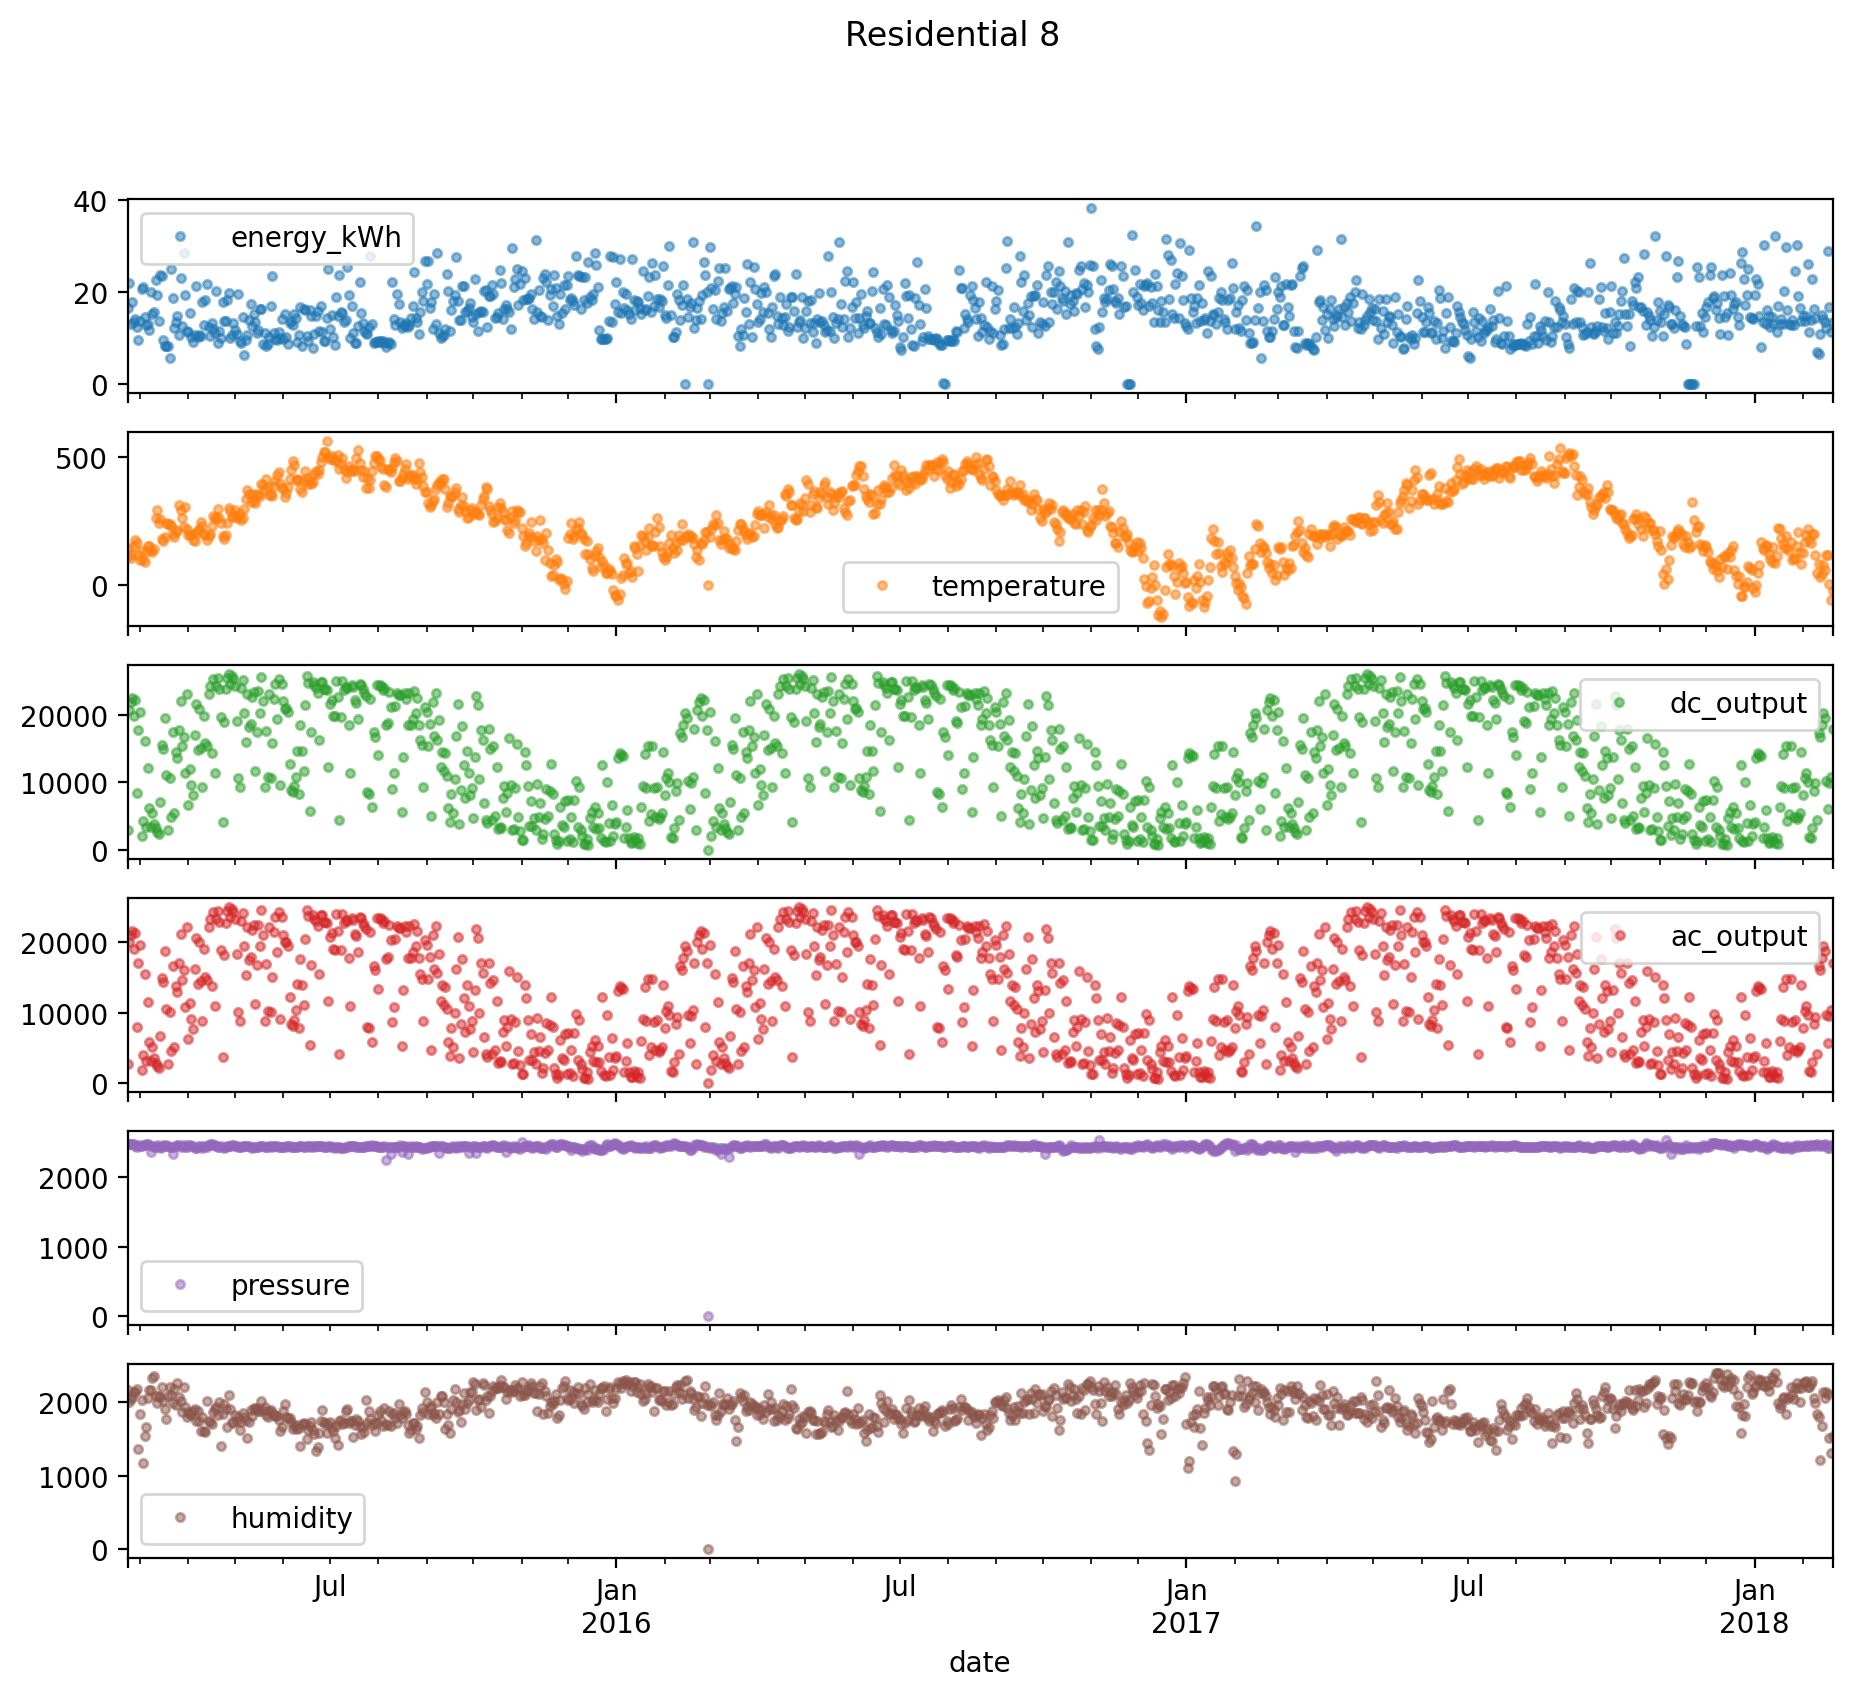 Residential 8
40
20
0
energy_kWh
500
0
temperature
20000
10000
0
dc_output
20000
10000
0
ac_output
2000
1000
0
pressure
2000
1000
0
humidity
Jul
Jan
2016
Jul
Jan
2017
Jul
Jan
2018
date